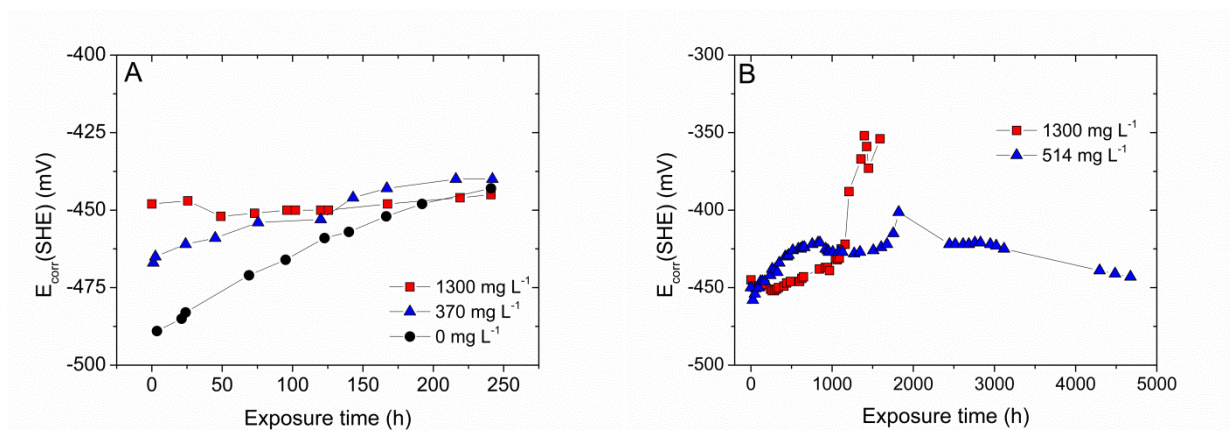 A
E_corr(SHE) (mV)
-400
-425
-450
-475
-500
1300 mg L⁻¹
370 mg L⁻¹
0 mg L⁻¹
0 50 100 150 200 250
Exposure time (h)
B
E_corr(SHE) (mV)
-300
-350
-400
-450
-500
1300 mg L⁻¹
514 mg L⁻¹
0 1000 2000 3000 4000 5000
Exposure time (h)